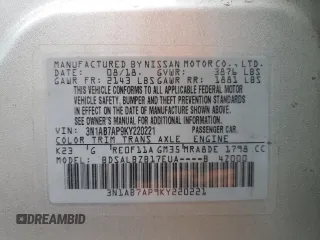 MANUFACTURED BY NISSAN MOTOR CO., LTD.
DATE: 08/18. GVWR: 3876 LBS
GAWR FR: 2143 LBS GAWR RR: 1881 LBS
THIS VEHICLE CONFORMS TO ALL APPLICABLE FEDERAL
MOTOR VEHICLE SAFETY, BUMPER, AND THEFT PREVENTION
STANDARDS IN EFFECT ON THE DATE OF
MANUFACTURE SHOWN ABOVE.
SEE OWNER'S MANUAL FOR ADDITIONAL
INFORMATION.
VIN: 3N1AB7AP9KY220221 PASSENGER CAR.
COLOR TRIM TRANS AXLE ENGINE
K23 G RE0F11A GM35 MRA8DE 1798 CC
MODEL: BDSALBZB17EUA----B 4Z000
3N1AB7AP9KY220221
DREAMBID